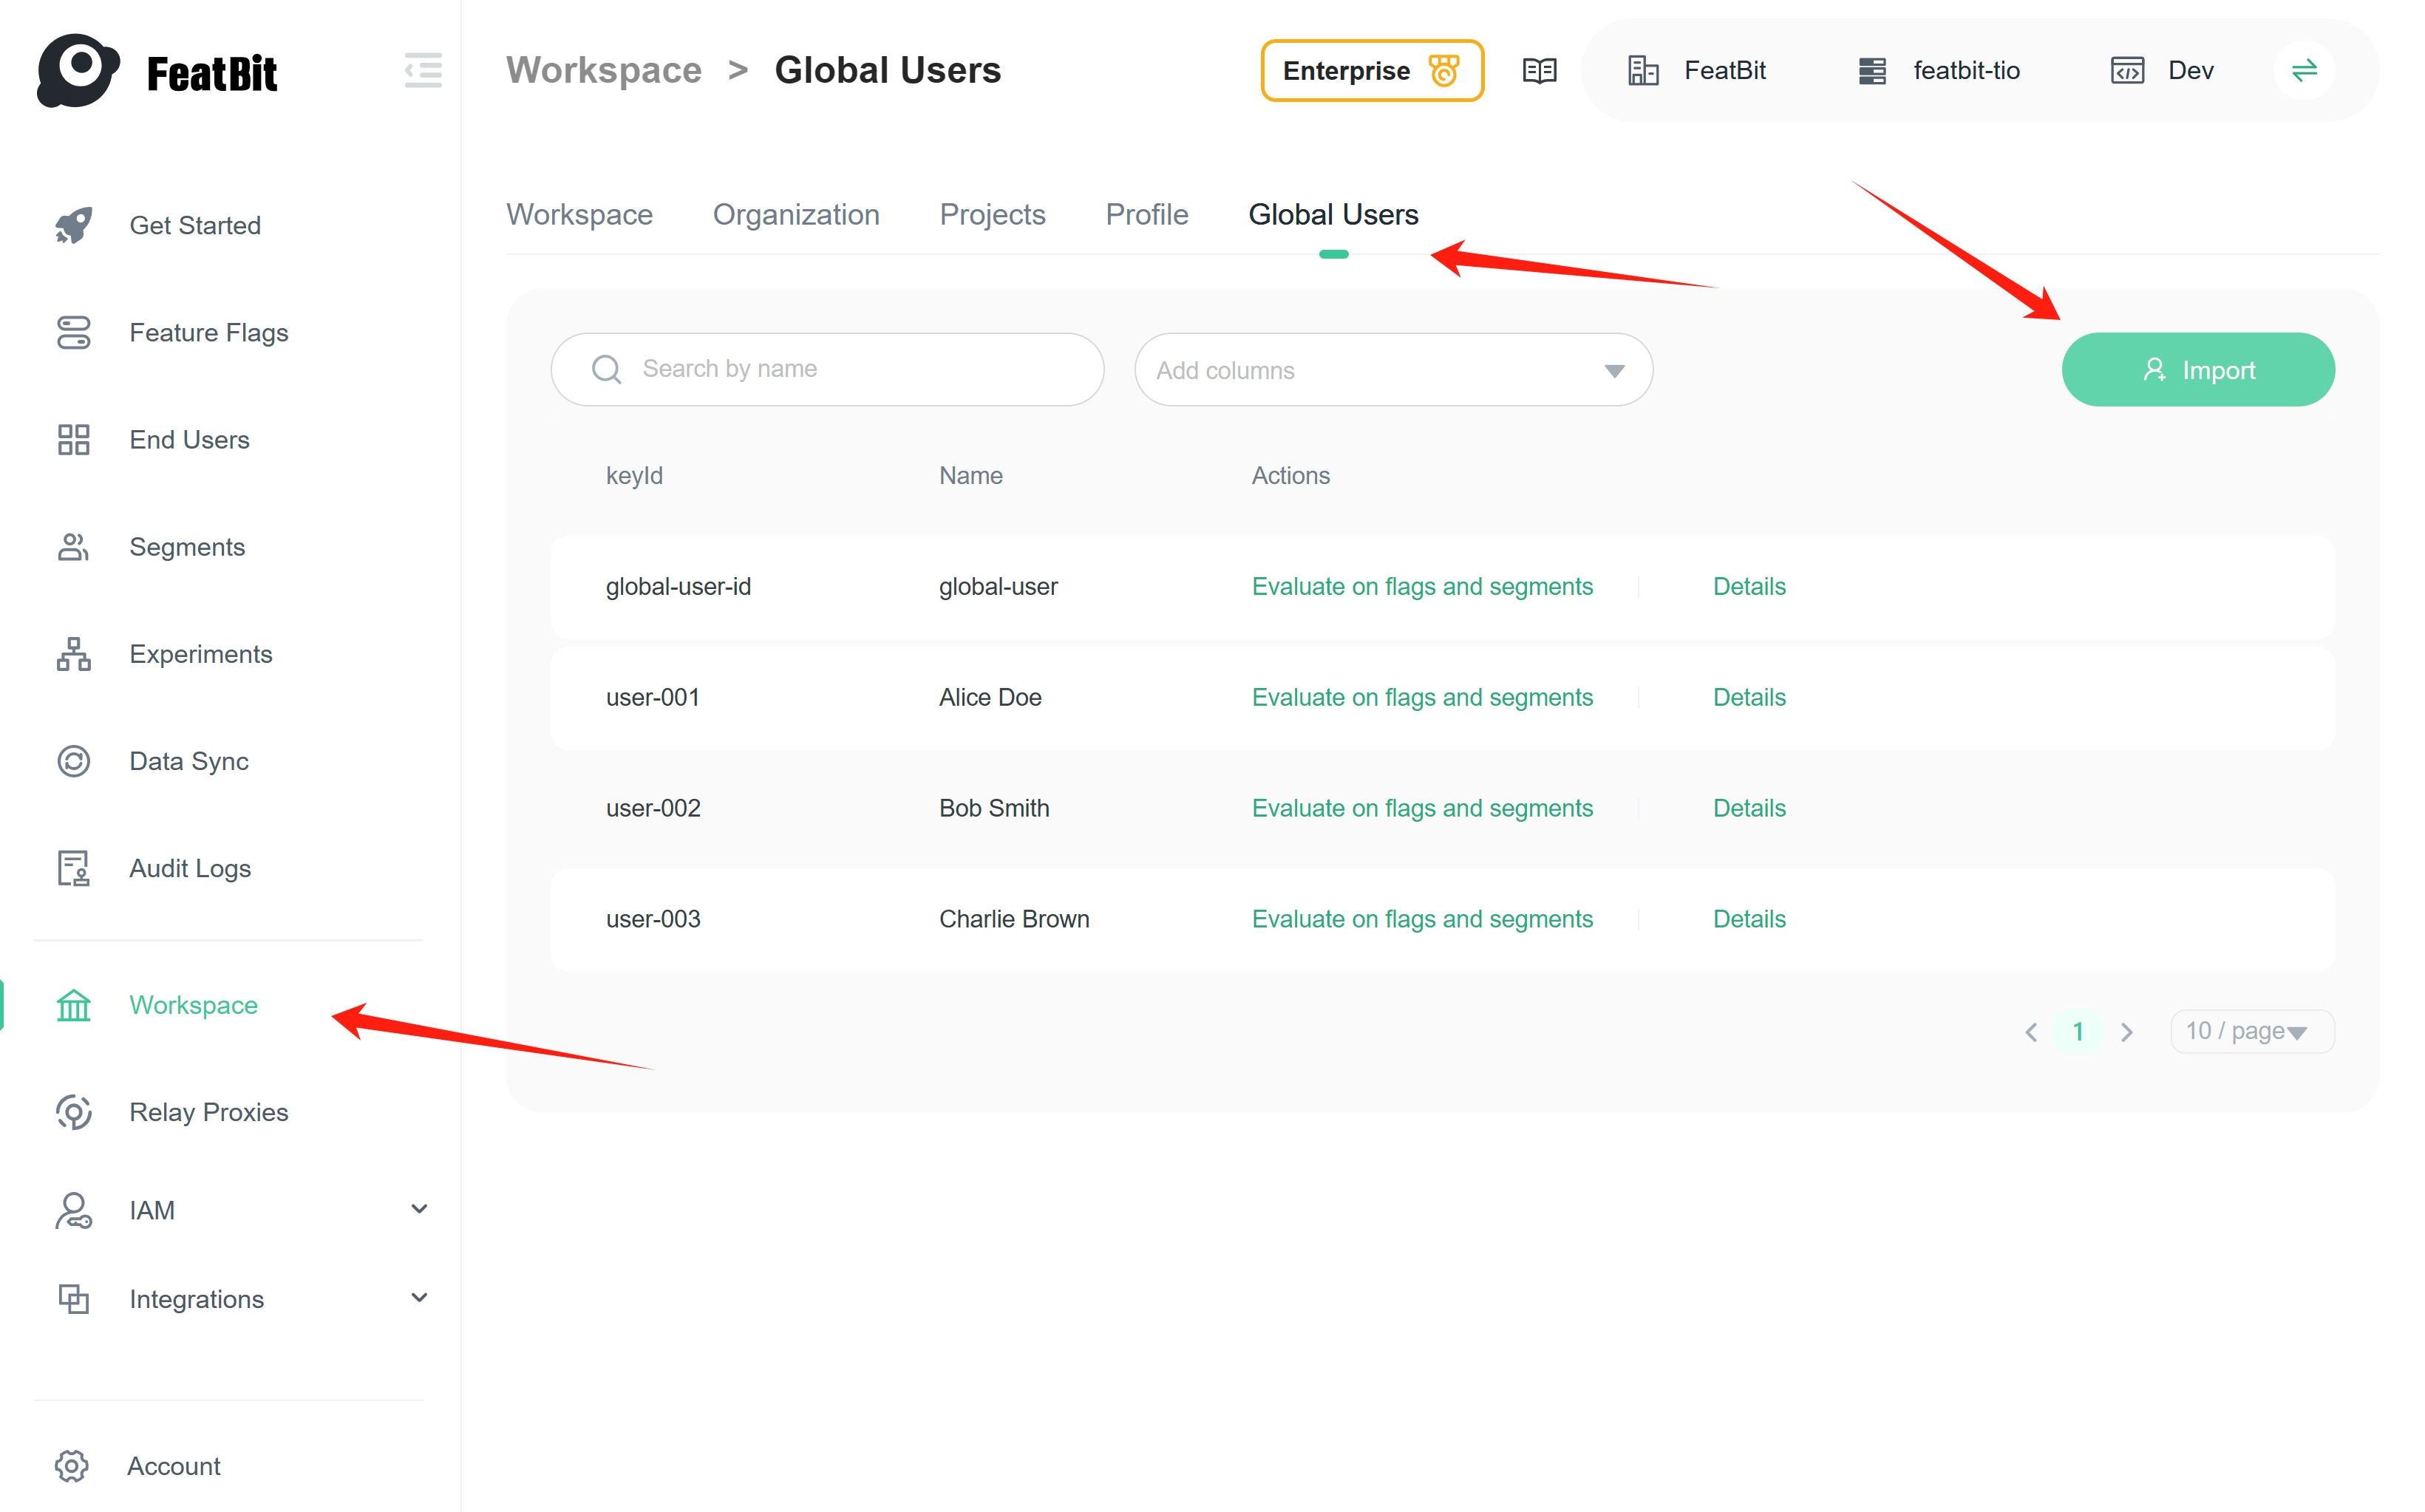 FeatBit
Workspace > Global Users
Enterprise
FeatBit
featbit-tio
Dev
Get Started
Feature Flags
End Users
Segments
Experiments
Data Sync
Audit Logs
Workspace
Relay Proxies
IAM
Integrations
Account
Workspace Organization Projects Profile Global Users
Search by name
Add columns
Import
keyId Name Actions
global-user-id global-user Evaluate on flags and segments Details
user-001 Alice Doe Evaluate on flags and segments Details
user-002 Bob Smith Evaluate on flags and segments Details
user-003 Charlie Brown Evaluate on flags and segments Details
1
10 / page